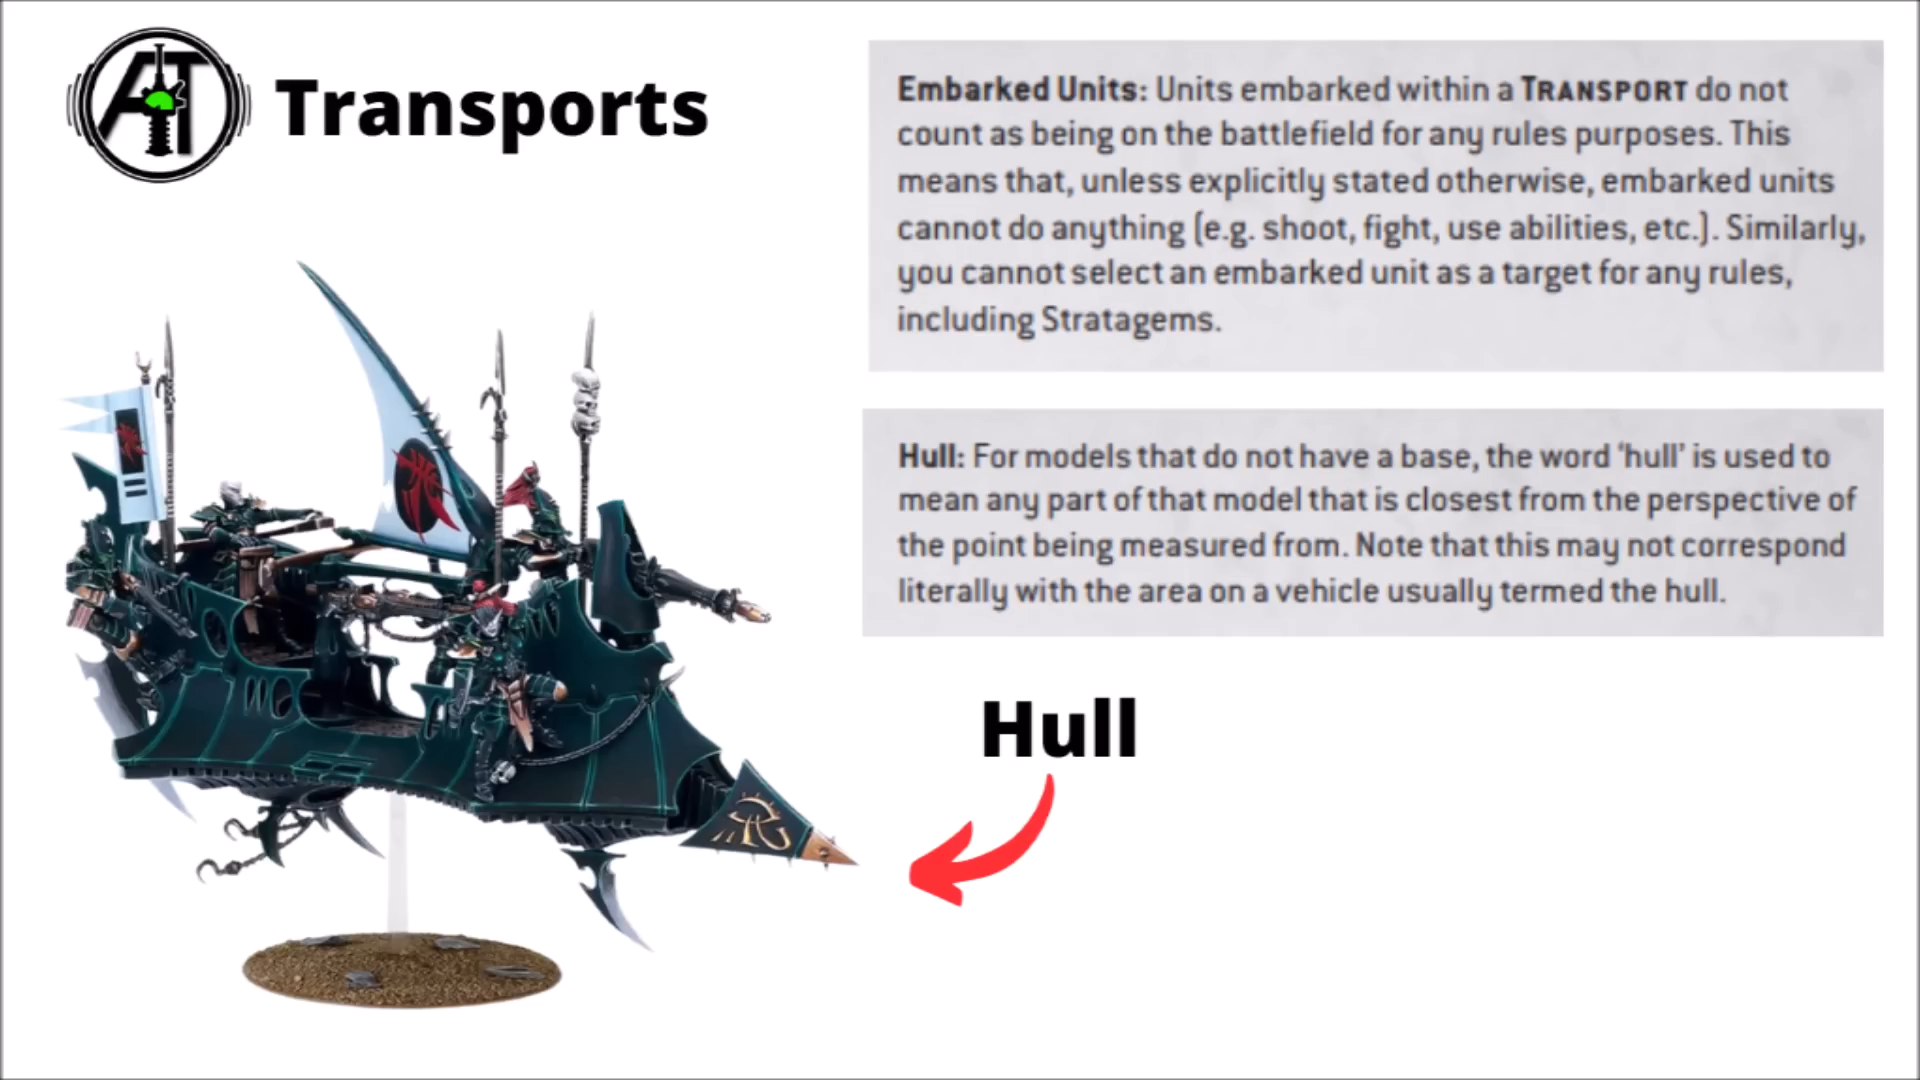 AT
Transports
Embarked Units: Units embarked within a TRANSPORT do not
count as being on the battlefield for any rules purposes. This
means that, unless explicitly stated otherwise, embarked units
cannot do anything (e.g. shoot, fight, use abilities, etc.). Similarly,
you cannot select an embarked unit as a target for any rules,
including Stratagems.
Hull: For models that do not have a base, the word ‘hull’ is used to
mean any part of that model that is closest from the perspective of
the point being measured from. Note that this may not correspond
literally with the area on a vehicle usually termed the hull.
Hull